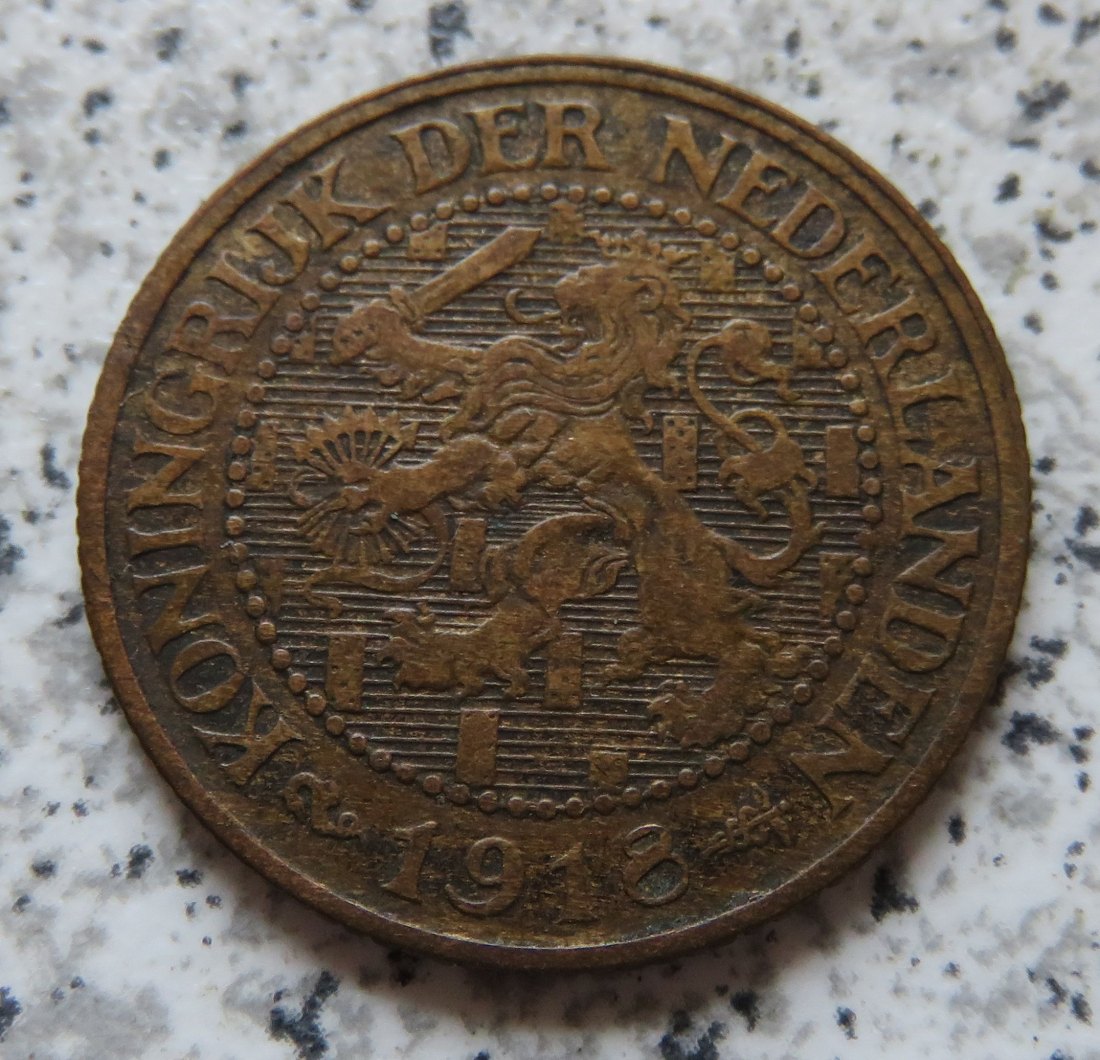 KONINGRIJK DER NEDERLANDEN
1918